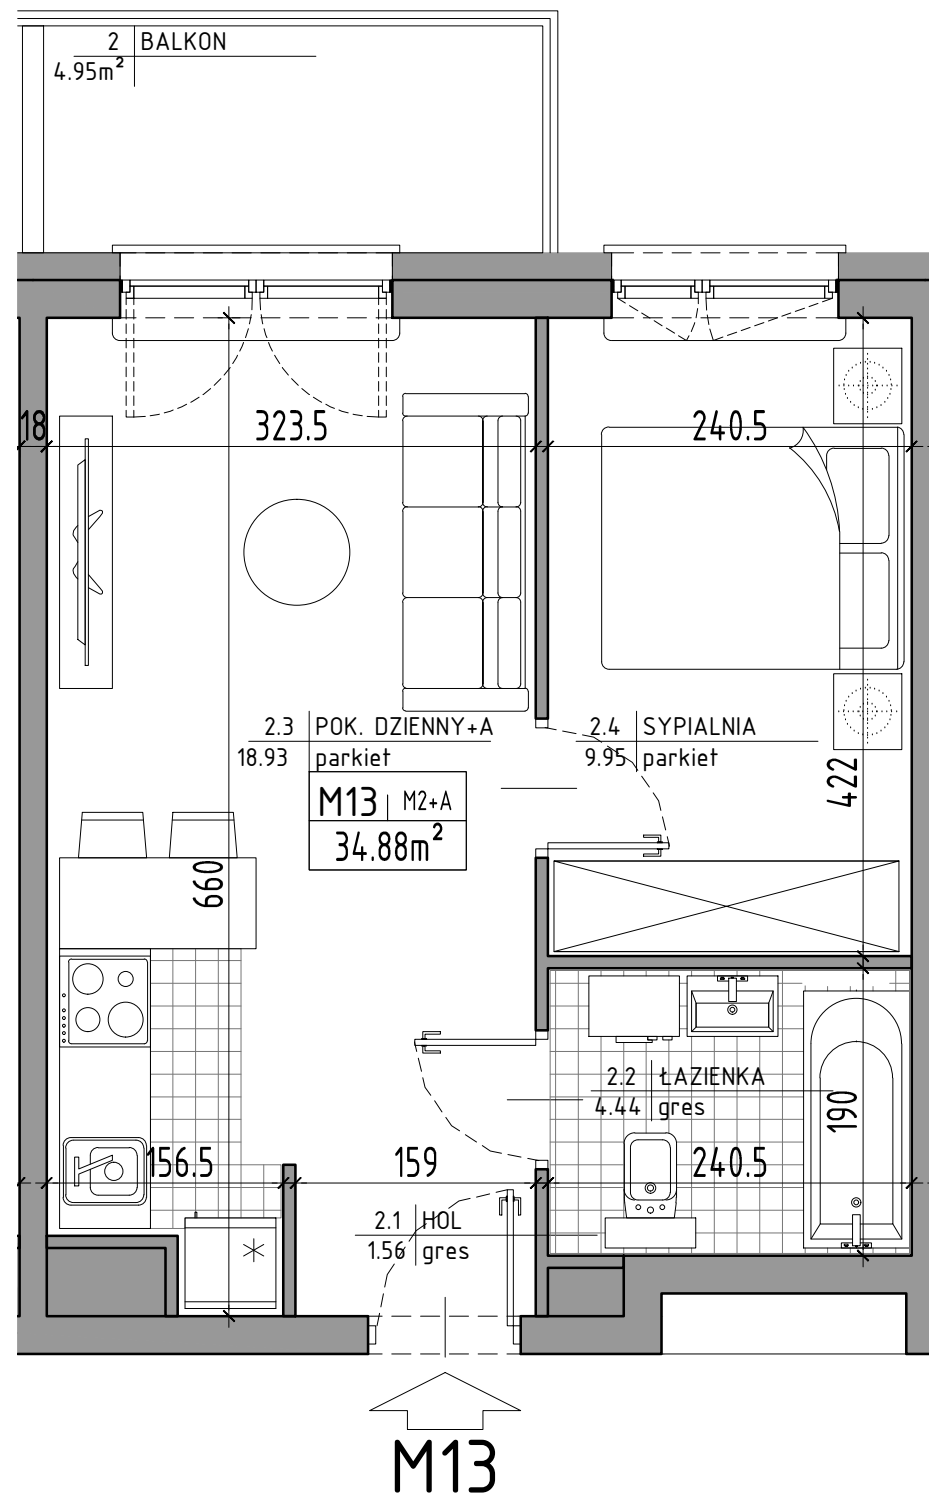 2 BALKON
4.95m²
18
323.5
240.5
2.3 POK. DZIENNY+A
18.93 parkiet
2.4 SYPIALNIA
9.95 parkiet
M13 M2+A
34.88m²
422
660
2.2 ŁAZIENKA
4.44 gres
190
156.5
159
240.5
2.1 HOL
1.56 gres
M13